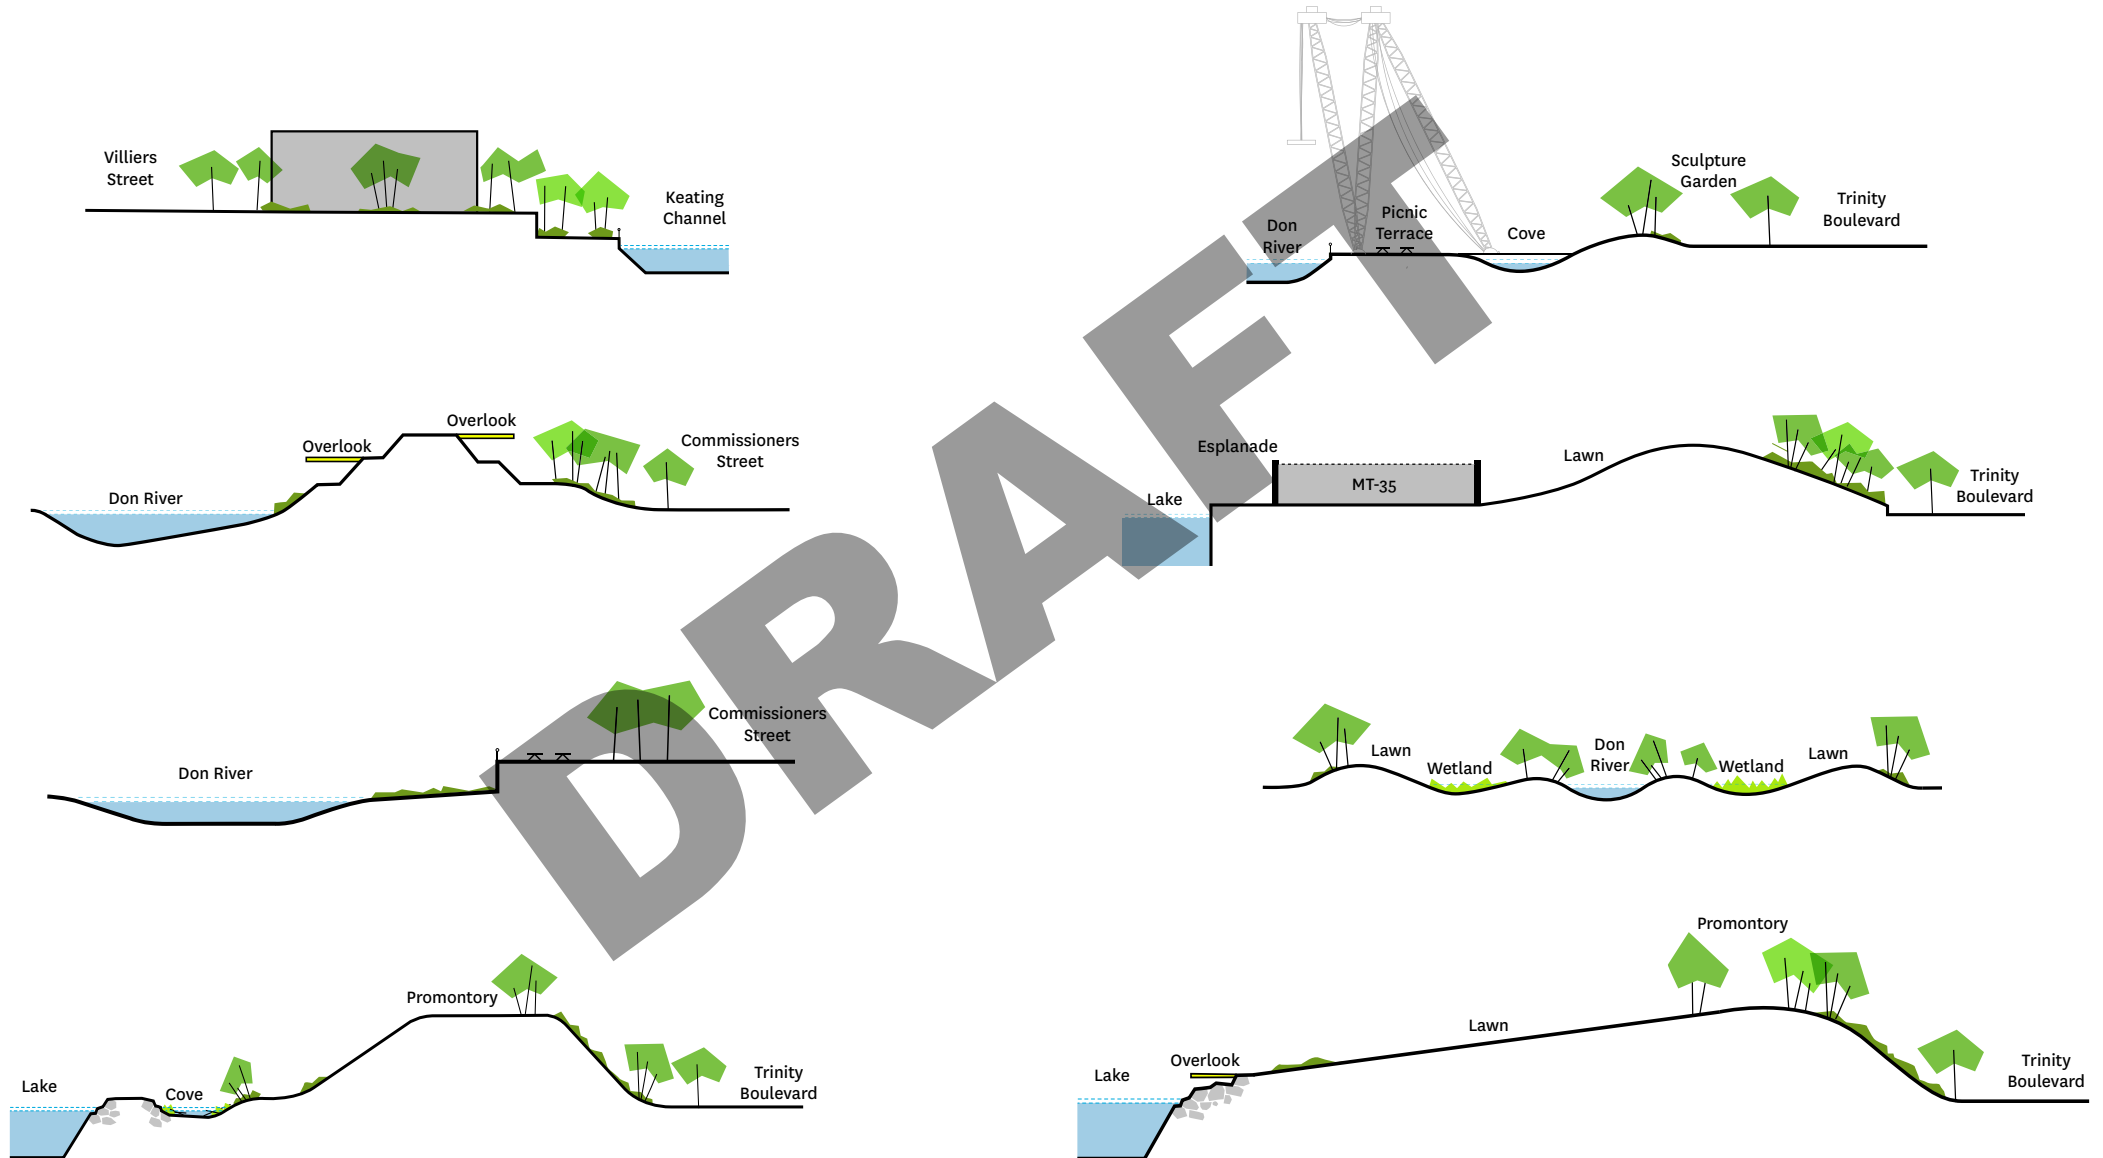 Villiers
Street
Keating
Channel
Don
River
Picnic
Terrace
Cove
Sculpture
Garden
Trinity
Boulevard
Overlook
Overlook
Don River
Commissioners
Street
Esplanade
Lake
MT-35
Lawn
Trinity
Boulevard
Don River
Commissioners
Street
Lawn
Wetland
Don
River
Wetland
Lawn
Lake
Cove
Promontory
Trinity
Boulevard
Lake
Overlook
Lawn
Promontory
Trinity
Boulevard
DRAFT